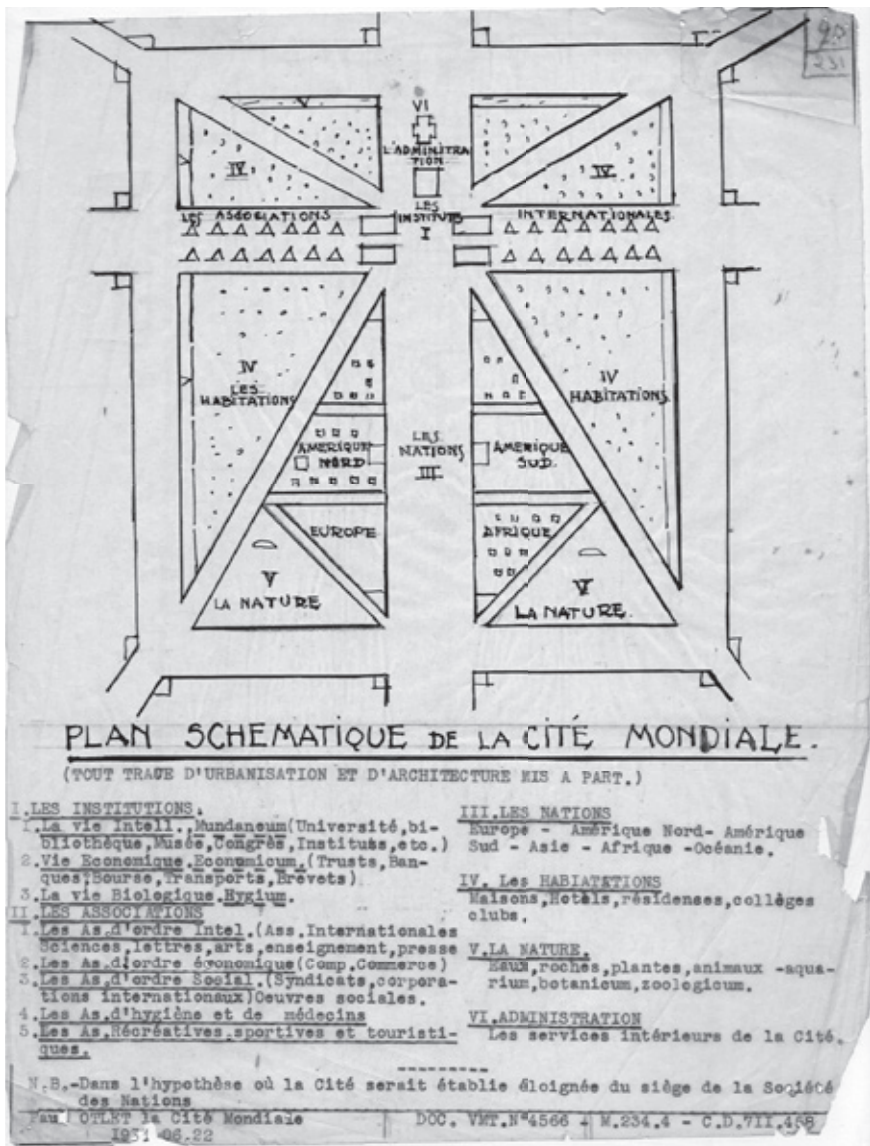 90
231
VI
V
L'ADMINISTRA
TION
IV
IV
LES
INSTITUTS
I
LES ASSOCIATIONS
INTERNATIONALES
IV
LES
HABITATIONS
IV
HABITATIONS
LES
NATIONS
III
AMERIQUE
NORD
AMERIQUE
SUD.
EUROPE
AFRIQUE
V
LA NATURE
V
LA NATURE.
PLAN SCHEMATIQUE DE LA CITÉ MONDIALE.
(TOUT TRACE D'URBANISATION ET D'ARCHITECTURE MIS A PART.)
I.LES INSTITUTIONS.
1.La vie Intell.,Mundaneum(Université,bi-
bliothèque,Musée,Congrès,Instituts,etc.)
2.Vie Economique.Economicum.(Trusts,Ban-
ques,Bourse,Transports,Brevets)
3.La vie Biologique.Hygium.
II.LES ASSOCIATIONS
1.Les As.d'ordre Intel.(Ass.Internationales
Sciences,lettres,arts,enseignement,presse
2.Les As.d'ordre économique(Comp.Commerce)
3.Les As.d'ordre Social.(Syndicats,corpora-
tions internationaux)Oeuvres sociales.
4.Les As.d'hygiène et de médecins
5.Les As.Récréatives,sportives et touristi-
ques.
III.LES NATIONS
Europe - Amérique Nord- Amérique
Sud - Asie - Afrique -Océanie.
IV. Les HABIATATIONS
Maisons,Hotels,résidenses,collèges
clubs.
V.LA NATURE.
Eaux,roches,plantes,animaux -aqua-
rium,botanicum,zoologicum.
VI.ADMINISTRATION
Les services intérieurs de la Cité.
N.B.-Dans l'hypothèse où la Cité serait établie éloignée du siège de la Société
des Nations
Paul OTLET la Cité Mondiale DOC. VMT.N°4566 - M.234.4 - C.D.7II.458
1931 06.22